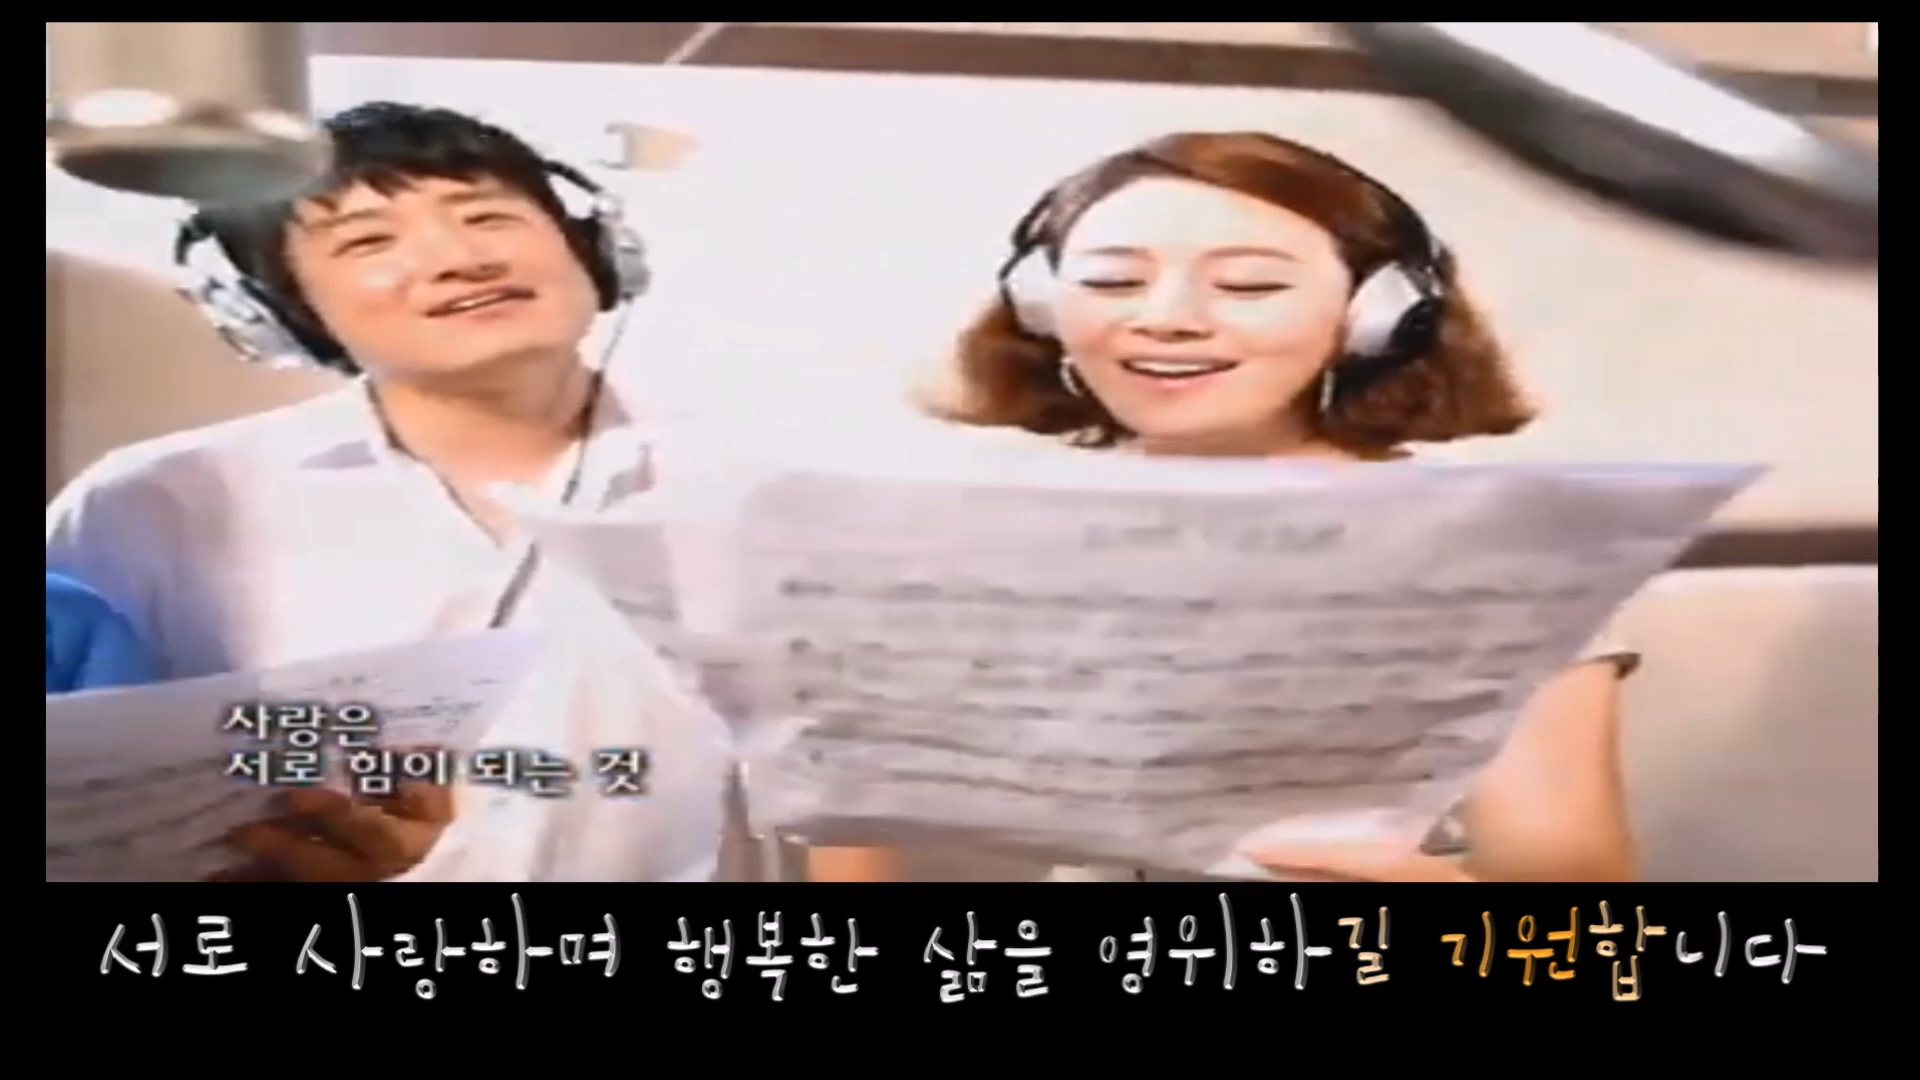 사랑은
서로 힘이 되는 것
서로 사랑하며 행복한 삶을 영위하길 기원합니다